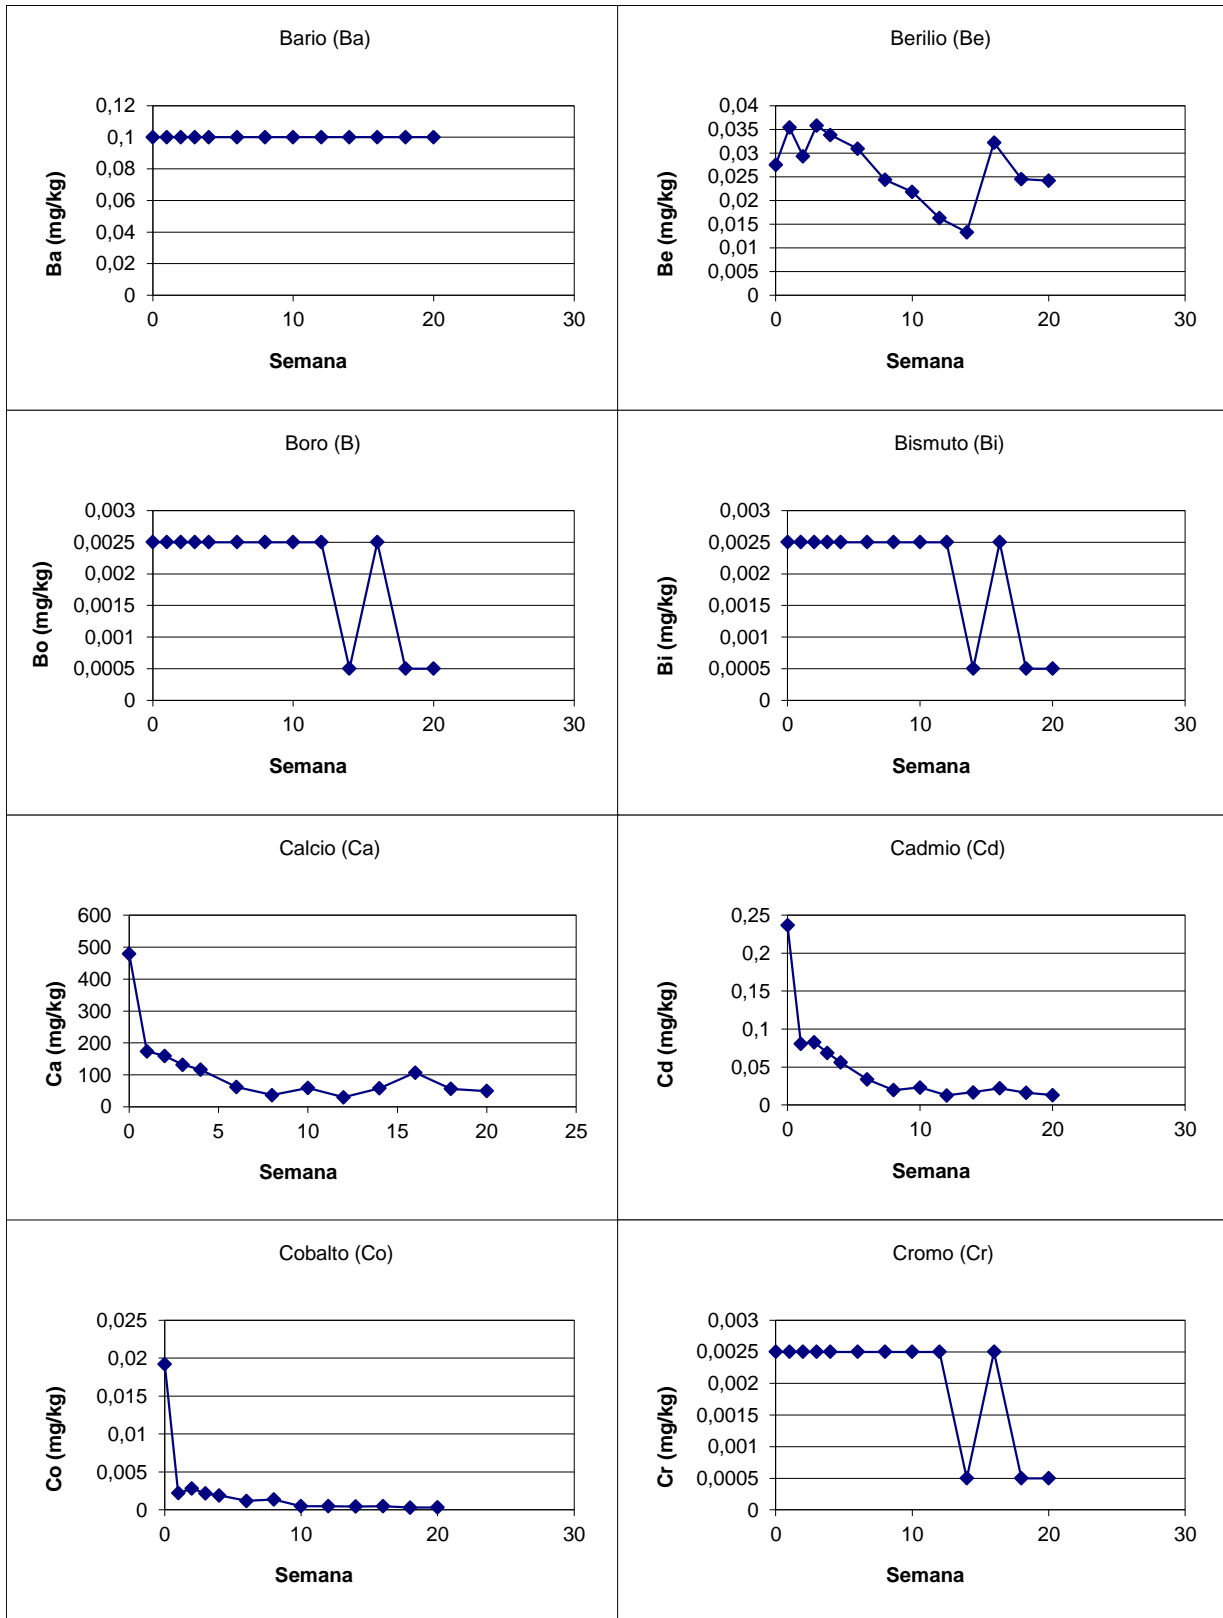 Bario (Ba)
0,12
0,1
0,08
0,06
0,04
0,02
0
Ba (mg/kg)
0 10 20 30
Semana
Berilio (Be)
0,04
0,035
0,03
0,025
0,02
0,015
0,01
0,005
0
Be (mg/kg)
0 10 20 30
Semana
Boro (B)
0,003
0,0025
0,002
0,0015
0,001
0,0005
0
Bo (mg/kg)
0 10 20 30
Semana
Bismuto (Bi)
0,003
0,0025
0,002
0,0015
0,001
0,0005
0
Bi (mg/kg)
0 10 20 30
Semana
Calcio (Ca)
600
500
400
300
200
100
0
Ca (mg/kg)
0 5 10 15 20 25
Semana
Cadmio (Cd)
0,25
0,2
0,15
0,1
0,05
0
Cd (mg/kg)
0 10 20 30
Semana
Cobalto (Co)
0,025
0,02
0,015
0,01
0,005
0
Co (mg/kg)
0 10 20 30
Semana
Cromo (Cr)
0,003
0,0025
0,002
0,0015
0,001
0,0005
0
Cr (mg/kg)
0 10 20 30
Semana